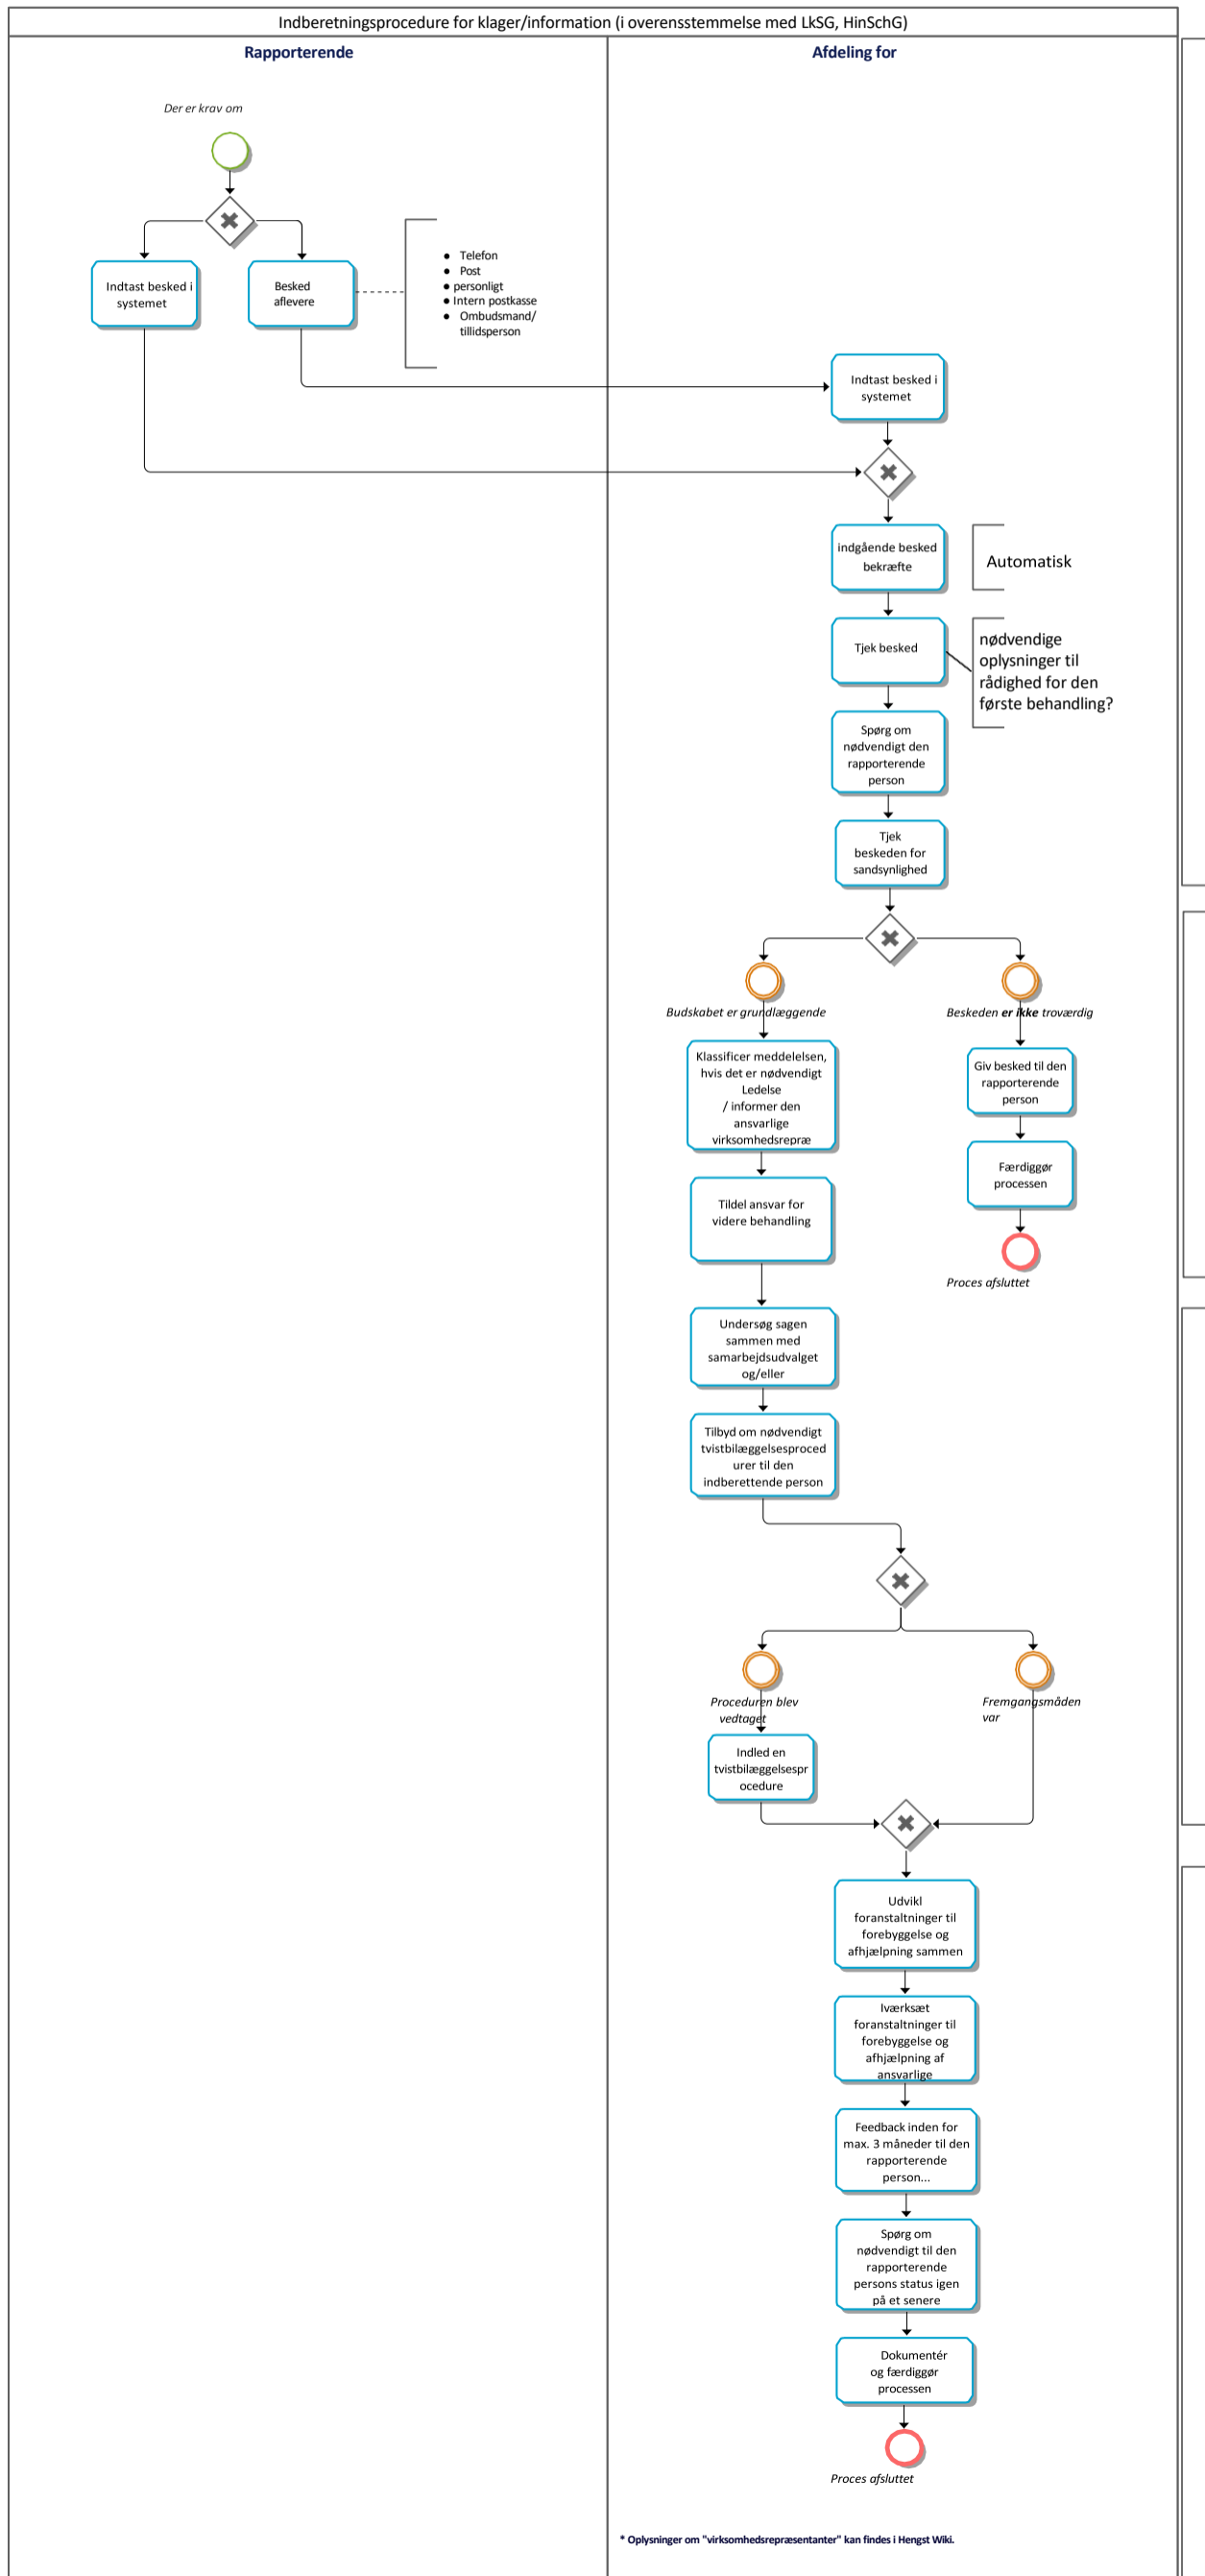 Indberetningsprocedure for klager/information (i overensstemmelse med LkSG, HinSchG)
Rapporterende
Afdeling for
Der er krav om
Indtast besked i
systemet
Besked
aflevere
● Telefon
● Post
● personligt
● Intern postkasse
● Ombudsmand/
tillidsperson
Indtast besked i
systemet
indgående besked
bekræfte
Automatisk
Tjek besked
nødvendige
oplysninger til
rådighed for den
første behandling?
Spørg om
nødvendigt den
rapporterende
person
Tjek
beskeden for
sandsynlighed
Budskabet er grundlæggende
Beskeden er ikke troværdig
Klassificer meddelelsen,
hvis det er nødvendigt
Ledelse
/ informer den
ansvarlige
virksomhedsrepræ
Giv besked til den
rapporterende
person
Færdiggør
processen
Tildel ansvar for
videre behandling
Proces afsluttet
Undersøg sagen
sammen med
samarbejdsudvalget
og/eller
Tilbyd om nødvendigt
tvistbilæggelsesproced
urer til den
indberettende person
Proceduren blev
vedtaget
Fremgangsmåden
var
Indled en
tvistbilæggelsespr
ocedure
Udvikl
foranstaltninger til
forebyggelse og
afhjælpning sammen
Iværksæt
foranstaltninger til
forebyggelse og
afhjælpning af
ansvarlige
Feedback inden for
max. 3 måneder til den
rapporterende
person...
Spørg om
nødvendigt til den
rapporterende
persons status igen
på et senere
Dokumentér
og færdiggør
processen
Proces afsluttet
* Oplysninger om "virksomhedsrepræsentanter" kan findes i Hengst Wiki.